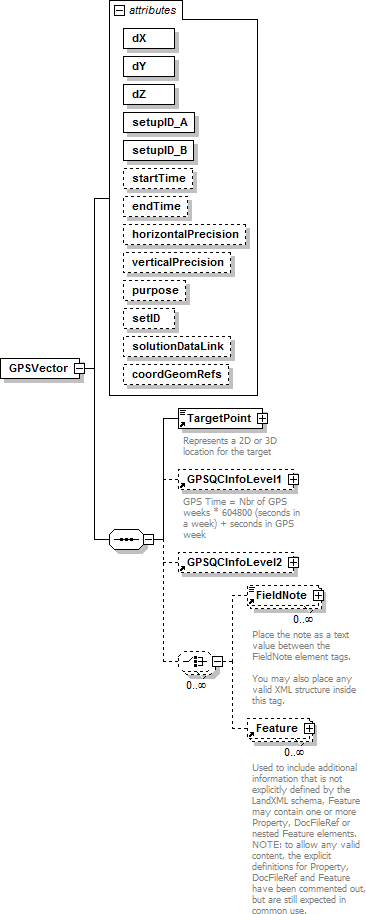 attributes
dX
dY
dZ
setupID_A
setupID_B
startTime
endTime
horizontalPrecision
verticalPrecision
purpose
setID
solutionDataLink
coordGeomRefs
GPSVector
TargetPoint
Represents a 2D or 3D
location for the target
GPSQCInfoLevel1
GPS Time = Nbr of GPS
weeks * 604800 (seconds in
a week) + seconds in GPS
week
GPSQCInfoLevel2
0..∞
FieldNote
0..∞
Place the note as a text
value between the
FieldNote element tags.
You may also place any
valid XML structure inside
this tag.
Feature
0..∞
Used to include additional
information that is not
explicitly defined by the
LandXML schema, Feature
may contain one or more
Property, DocFileRef or
nested Feature elements.
NOTE: to allow any valid
content, the explicit
definitions for Property,
DocFileRef and Feature
have been commented out,
but are still expected in
common use.